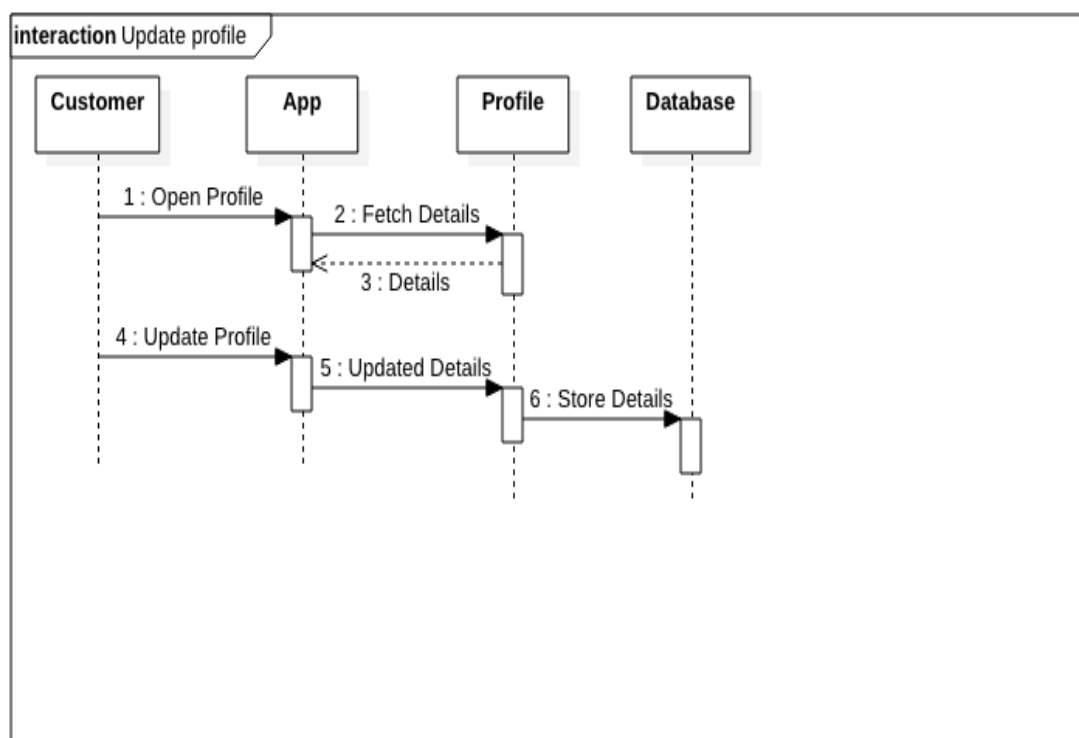 interaction Update profile
Customer App Profile Database
1 : Open Profile
2 : Fetch Details
3 : Details
4 : Update Profile
5 : Updated Details
6 : Store Details